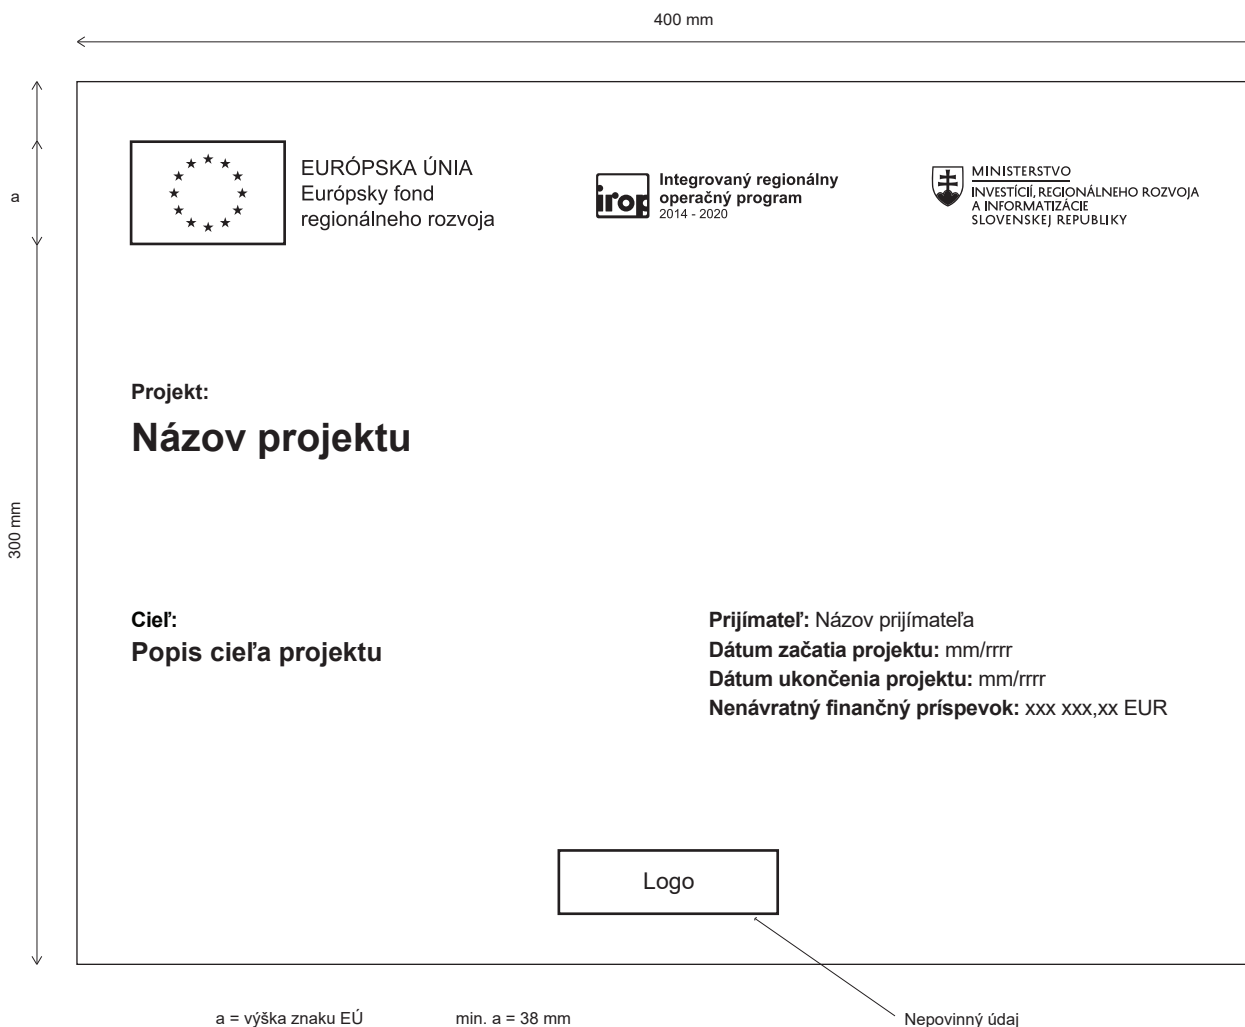 400 mm
a
300 mm
EURÓPSKA ÚNIA
Európsky fond
regionálneho rozvoja
irop
Integrovaný regionálny
operačný program
2014 - 2020
MINISTERSTVO
INVESTÍCIÍ, REGIONÁLNEHO ROZVOJA
A INFORMATIZÁCIE
SLOVENSKEJ REPUBLIKY
Projekt:
Názov projektu
Cieľ:
Popis cieľa projektu
Prijímateľ: Názov prijímateľa
Dátum začatia projektu: mm/rrrr
Dátum ukončenia projektu: mm/rrrr
Nenávratný finančný príspevok: xxx xxx,xx EUR
Logo
a = výška znaku EÚ min. a = 38 mm
Nepovinný údaj